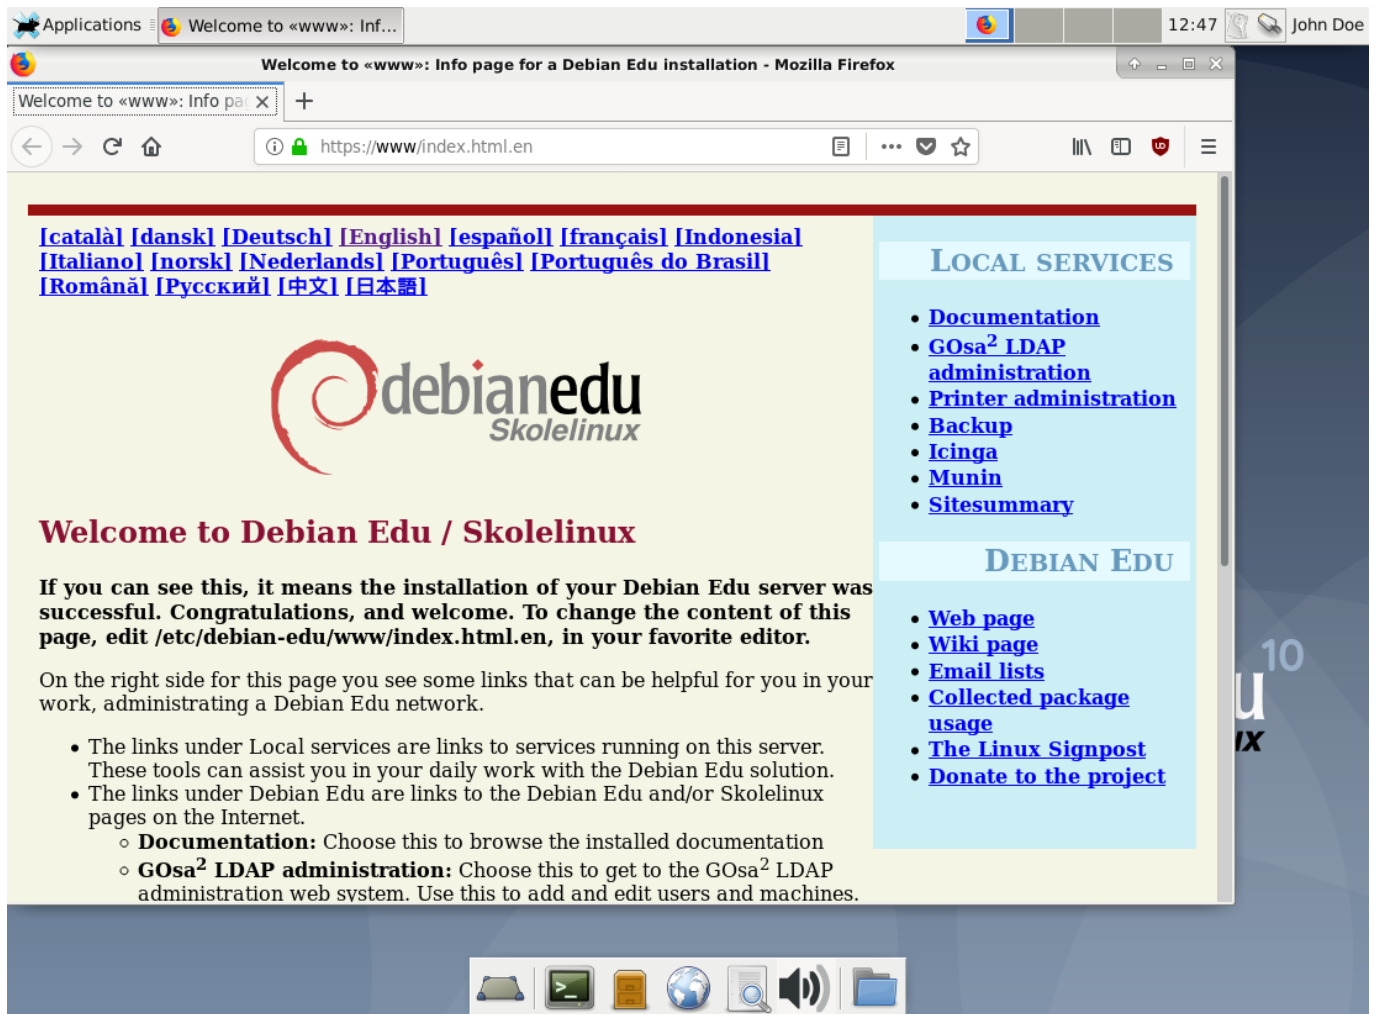 Applications
Welcome to «www»: Inf...
12:47
John Doe
Welcome to «www»: Info page for a Debian Edu installation - Mozilla Firefox
Welcome to «www»: Info pag
https://www/index.html.en
[català] [dansk] [Deutsch] [English] [español] [français] [Indonesia]
[Italiano] [norsk] [Nederlands] [Português] [Português do Brasil]
[Română] [Русский] [中文] [日本語]
debianedu
Skolelinux
Welcome to Debian Edu / Skolelinux
If you can see this, it means the installation of your Debian Edu server was
successful. Congratulations, and welcome. To change the content of this
page, edit /etc/debian-edu/www/index.html.en, in your favorite editor.
On the right side for this page you see some links that can be helpful for you in your
work, administrating a Debian Edu network.
The links under Local services are links to services running on this server.
These tools can assist you in your daily work with the Debian Edu solution.
The links under Debian Edu are links to the Debian Edu and/or Skolelinux
pages on the Internet.
Documentation: Choose this to browse the installed documentation
GOsa² LDAP administration: Choose this to get to the GOsa² LDAP
administration web system. Use this to add and edit users and machines.
Local services
Documentation
GOsa² LDAP
administration
Printer administration
Backup
Icinga
Munin
Sitesummary
Debian Edu
Web page
Wiki page
Email lists
Collected package
usage
The Linux Signpost
Donate to the project
10
u
ux